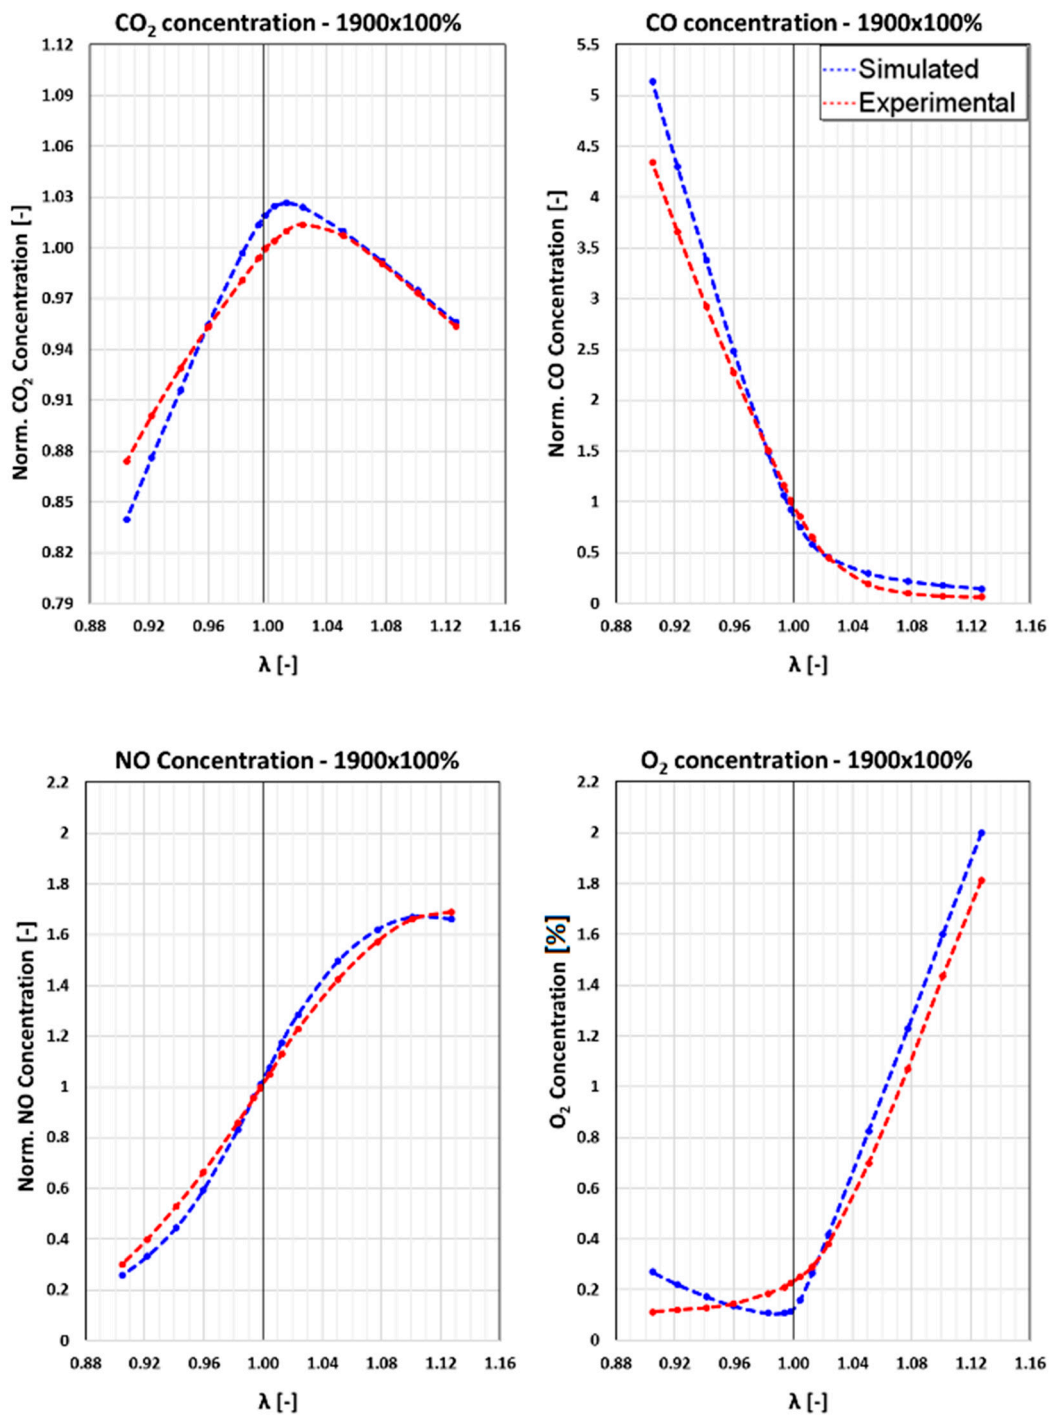 CO₂ concentration - 1900x100%
1.12
1.09
1.06
1.03
1.00
0.97
0.94
0.91
0.88
0.85
0.82
0.79
Norm. CO₂ Concentration [-]
0.88 0.92 0.96 1.00 1.04 1.08 1.12 1.16
λ [-]
CO concentration - 1900x100%
Simulated
Experimental
5.5
5
4.5
4
3.5
3
2.5
2
1.5
1
0.5
0
Norm. CO Concentration [-]
0.88 0.92 0.96 1.00 1.04 1.08 1.12 1.16
λ [-]
NO Concentration - 1900x100%
2.2
2
1.8
1.6
1.4
1.2
1
0.8
0.6
0.4
0.2
0
Norm. NO Concentration [-]
0.88 0.92 0.96 1.00 1.04 1.08 1.12 1.16
λ [-]
O₂ concentration - 1900x100%
2.2
2
1.8
1.6
1.4
1.2
1
0.8
0.6
0.4
0.2
0
O₂ Concentration [%]
0.88 0.92 0.96 1.00 1.04 1.08 1.12 1.16
λ [-]